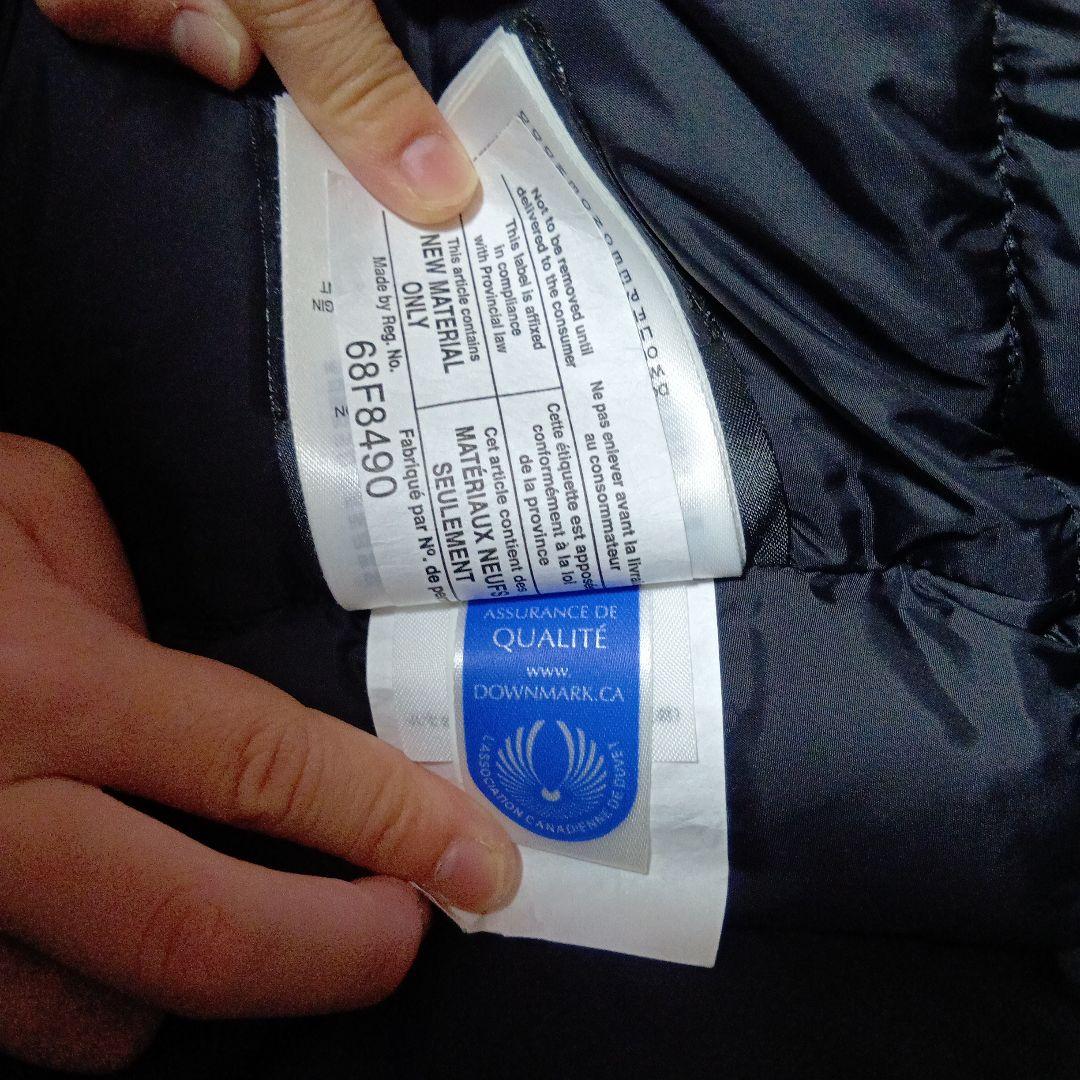 Not to be removed until
delivered to the consumer
Ne pas enlever avant la livrai
au consommateur
This label is affixed
in compliance
with Provincial law
Cette étiquette est apposé
conformément à la loi
de la province
This article contains
NEW MATERIAL
ONLY
Cet article contient des
MATÉRIAUX NEUFS
SEULEMENT
Made by Reg. No.
68F8490
Fabriqué par Nº. de pe
ASSURANCE DE
QUALITÉ
www.
DOWNMARK.CA
L'ASSOCIATION CANADIENNE DE DUVET